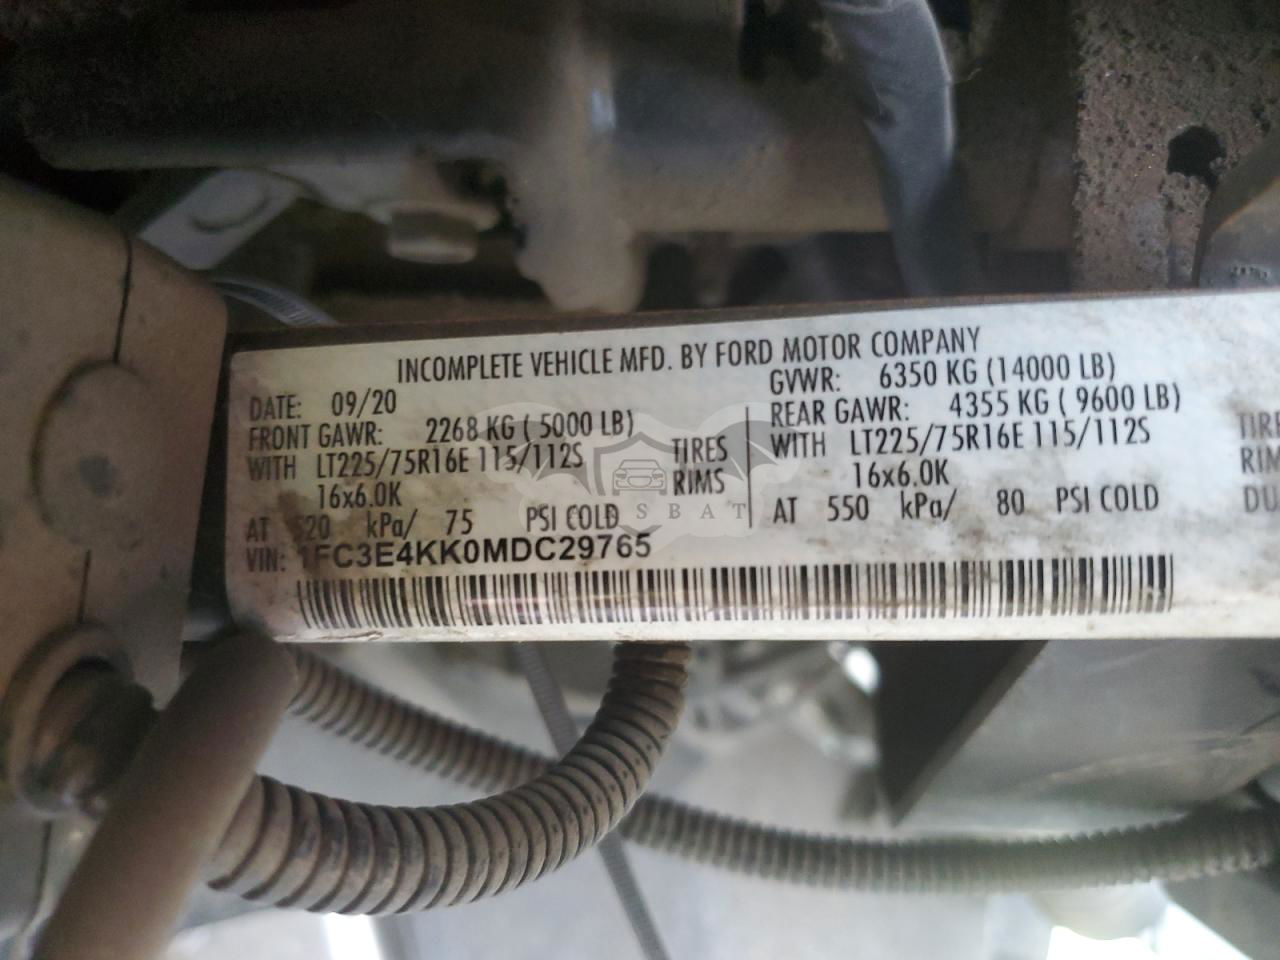 INCOMPLETE VEHICLE MFD. BY FORD MOTOR COMPANY
DATE: 09/20
GVWR: 6350 KG (14000 LB)
FRONT GAWR: 2268 KG ( 5000 LB)
REAR GAWR: 4355 KG ( 9600 LB)
WITH LT225/75R16E 115/112S TIRES
WITH LT225/75R16E 115/112S
16x6.0K RIMS
16x6.0K
AT 520 kPa/ 75 PSI COLD
AT 550 kPa/ 80 PSI COLD
VIN: 1FC3E4KK0MDC29765